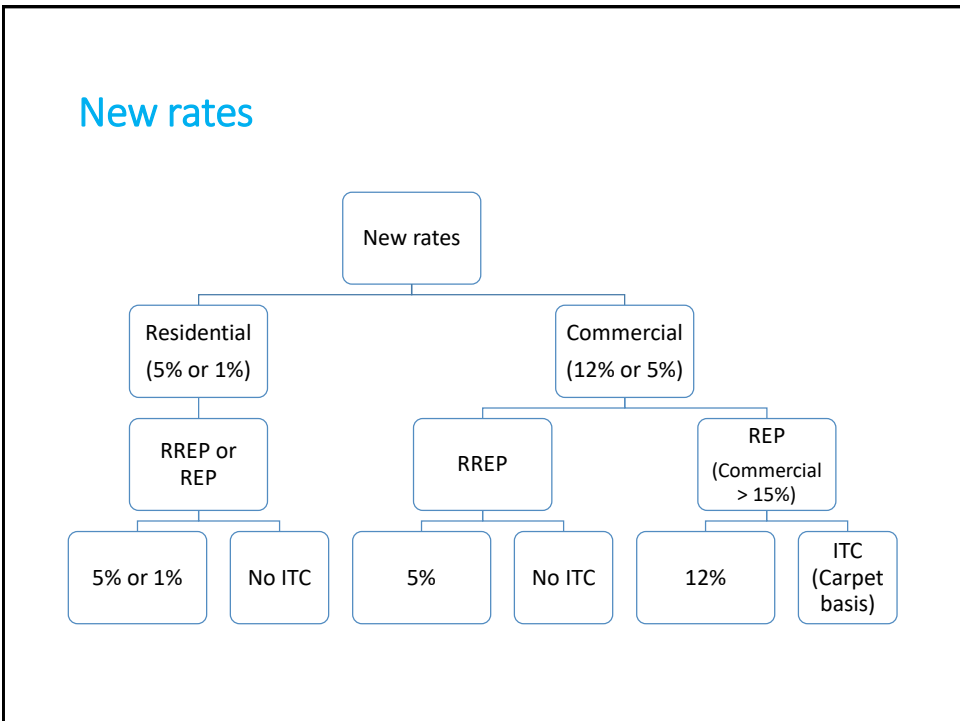 New rates
New rates
Residential
(5% or 1%)
Commercial
(12% or 5%)
RREP or
REP
RREP
REP
(Commercial
> 15%)
5% or 1%
No ITC
5%
No ITC
12%
ITC
(Carpet
basis)